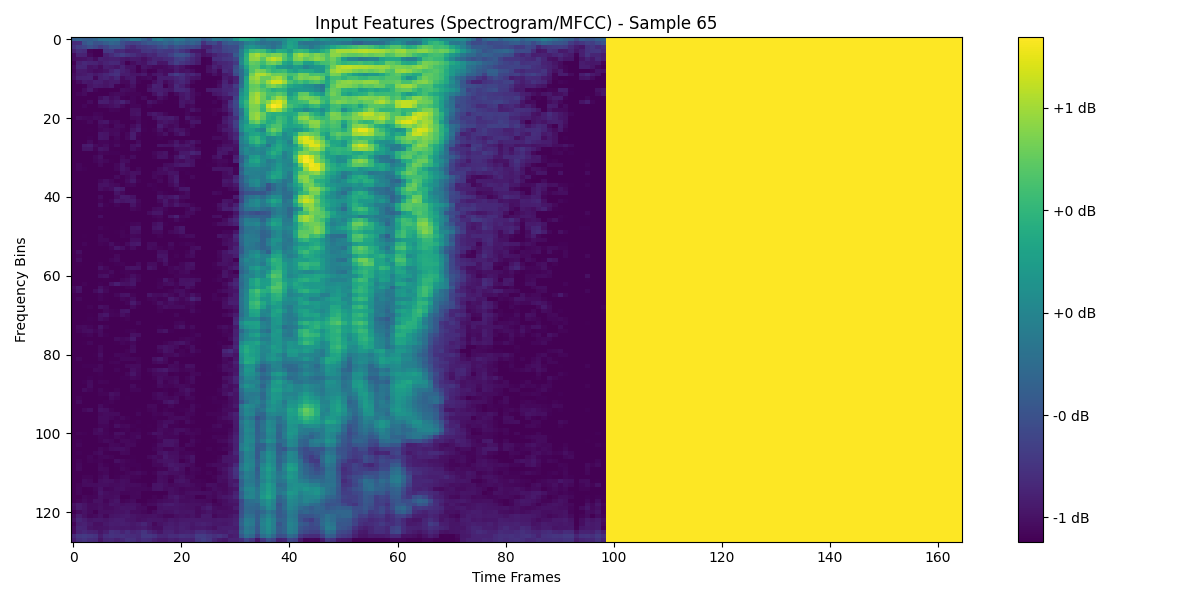 Input Features (Spectrogram/MFCC) - Sample 65
0
20
40
60
80
100
120
Frequency Bins
0
20
40
60
80
100
120
140
160
Time Frames
+1 dB
+0 dB
+0 dB
-0 dB
-1 dB